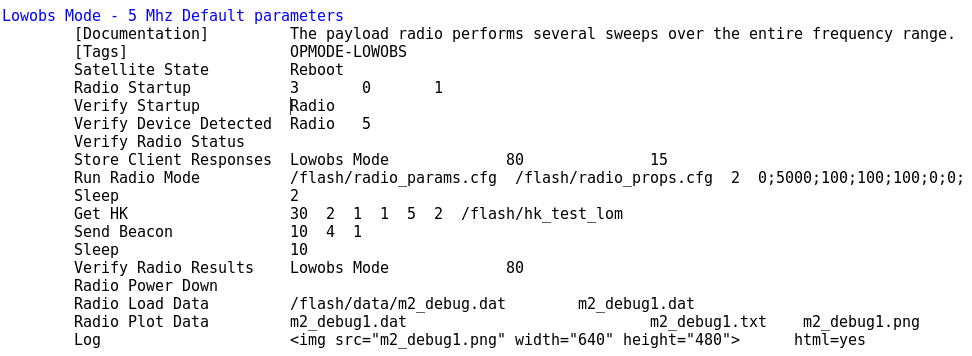 Lowobs Mode - 5 Mhz Default parameters
[Documentation] The payload radio performs several sweeps over the entire frequency range.
[Tags] OPMODE-LOWOBS
Satellite State Reboot
Radio Startup 3 0 1
Verify Startup Radio
Verify Device Detected Radio 5
Verify Radio Status
Store Client Responses Lowobs Mode 80 15
Run Radio Mode /flash/radio_params.cfg /flash/radio_props.cfg 2 0;5000;100;100;100;0;0;
Sleep 2
Get HK 30 2 1 1 5 2 /flash/hk_test_lom
Send Beacon 10 4 1
Sleep 10
Verify Radio Results Lowobs Mode 80
Radio Power Down
Radio Load Data /flash/data/m2_debug.dat m2_debug1.dat
Radio Plot Data m2_debug1.dat m2_debug1.txt m2_debug1.png
Log <img src="m2_debug1.png" width="640" height="480"> html=yes